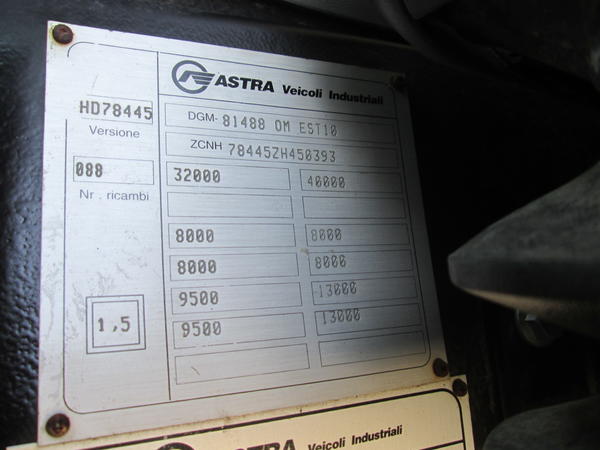 ASTRA Veicoli Industriali
HD78445
Versione
DGM- 81488 OM EST10
ZCNH 78445ZH450393
088
Nr . ricambi
32000 40000
8000 8000
8000 8000
9500 13000
9500 13000
1,5
ASTRA Veicoli Industriali